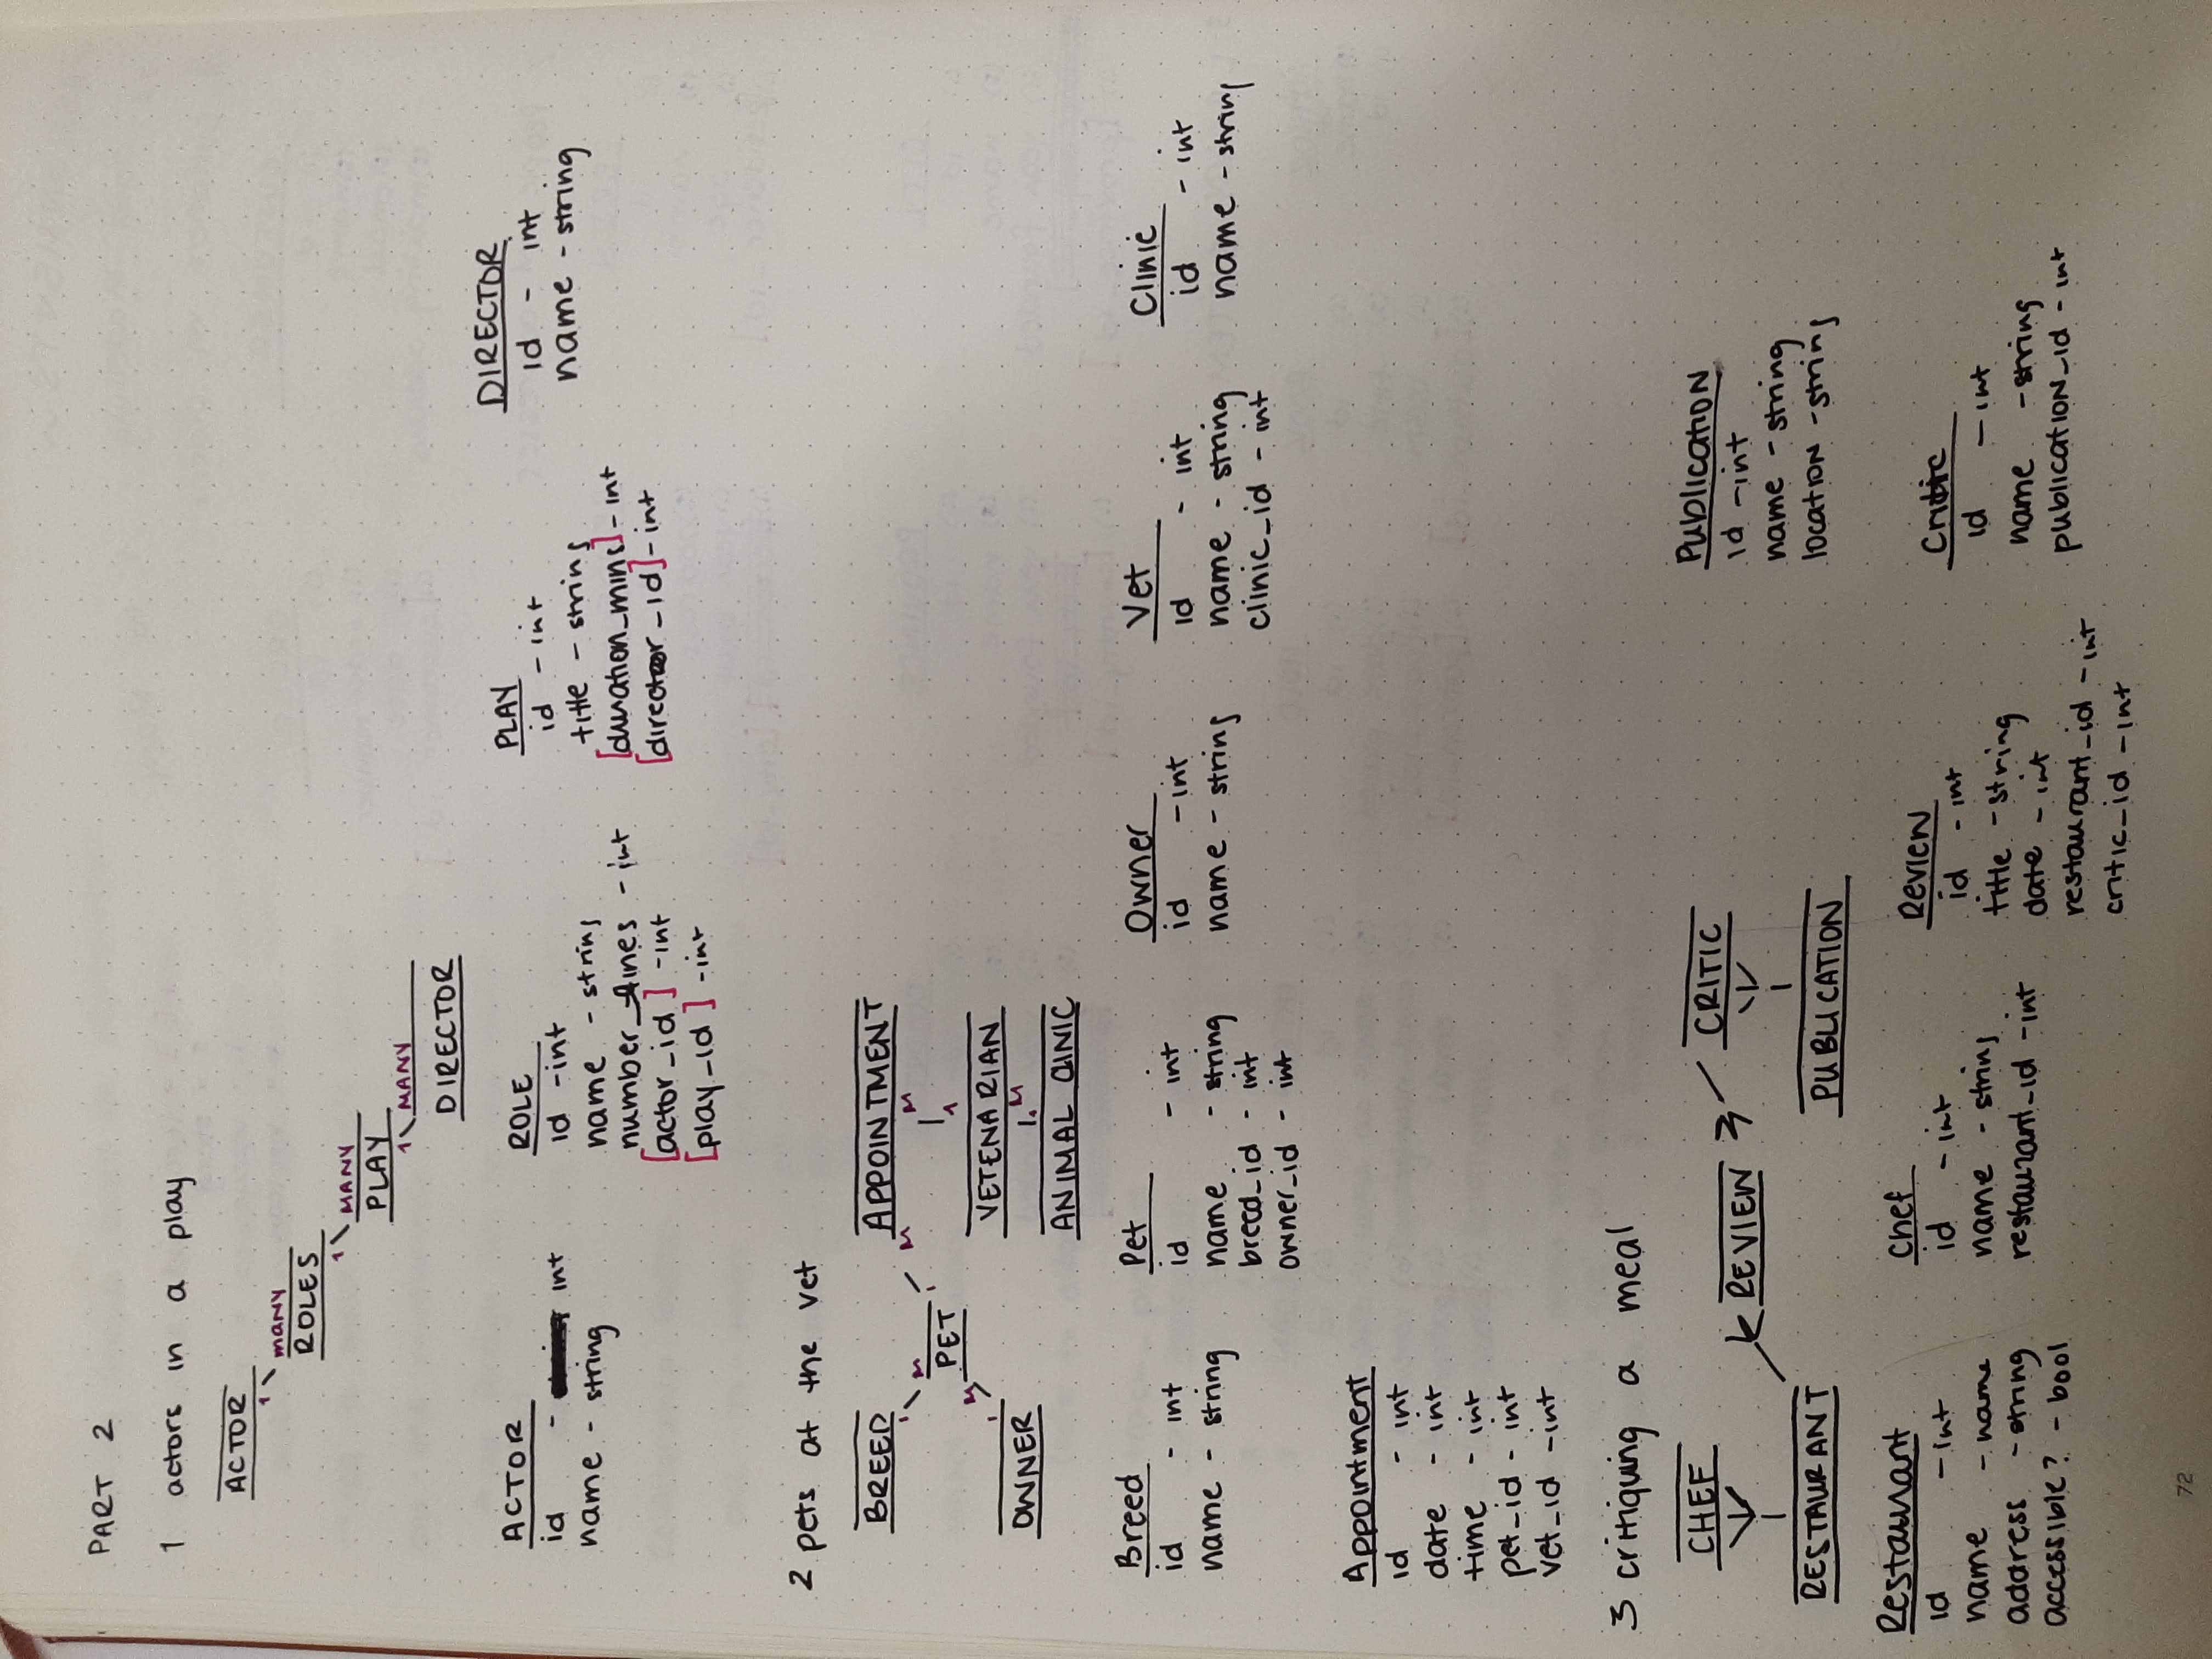 PART 2
1 actors in a play
ACTOR
1 MANY
ROLES
1 MANY
PLAY
1 MANY
DIRECTOR
ACTOR
id - int
name - string
ROLE
id - int
name - string
number_lines - int
[actor_id] - int
[play_id] - int
PLAY
id - int
title - string
[duration_mins] - int
[director_id] - int
DIRECTOR
id - int
name - string
2 pets at the vet
BREED APPOINTMENT
1 M M M
PET 1 1
M
1 VETENARIAN
OWNER 1 M
ANIMAL CLINIC
Breed
id - int
name - string
Pet
id - int
name - string
breed_id - int
owner_id - int
Owner
id - int
name - string
Vet
id - int
name - string
clinic_id - int
Clinic
id - int
name - string
Appointment
id - int
date - int
time - int
pet_id - int
vet_id - int
3 critiquing a meal
CHEF REVIEW CRITIC
RESTAURANT PUBLICATION
Publication
id - int
name - string
location - string
Restaurant
id - int
name - name
address - string
accessible? - bool
Chef
id - int
name - string
restaurant_id - int
Review
id - int
title - string
date - int
restaurant_id - int
critic_id - int
Critic
id - int
name - string
publication_id - int
72